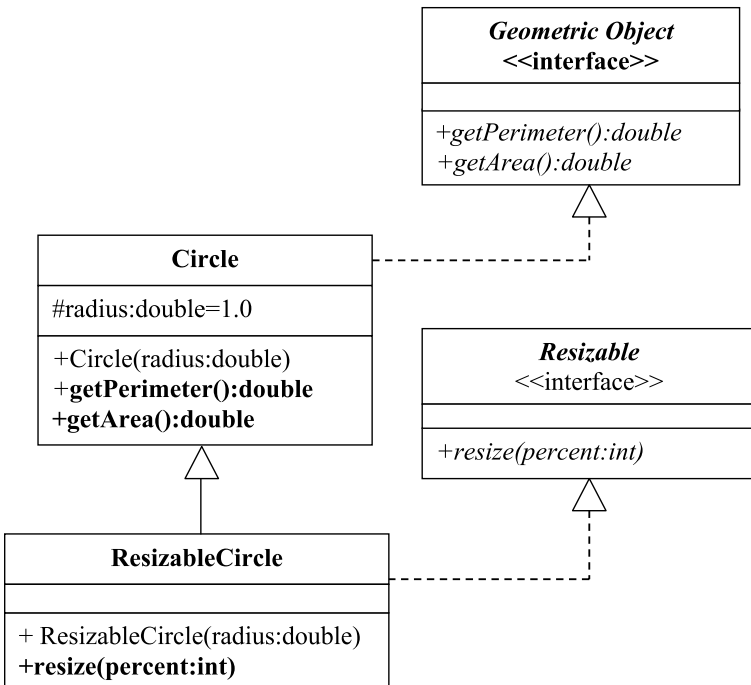 Geometric Object
<<interface>>
+getPerimeter():double
+getArea():double
Circle
#radius:double=1.0
+Circle(radius:double)
+getPerimeter():double
+getArea():double
Resizable
<<interface>>
+resize(percent:int)
ResizableCircle
+ ResizableCircle(radius:double)
+resize(percent:int)